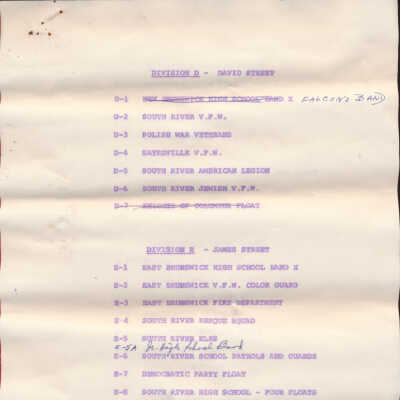 DIVISION D - DAVID STREET
D-1 NEW BRUNSWICK HIGH SCHOOL BAND X FALCONS BAND
D-2 SOUTH RIVER V.F.W.
D-3 POLISH WAR VETERANS
D-4 SAYREVILLE V.F.W.
D-5 SOUTH RIVER AMERICAN LEGION
D-6 SOUTH RIVER JEWISH V.F.W.
D-7 KNIGHTS OF COLUMBUS FLOAT
DIVISION E - JAMES STREET
E-1 EAST BRUNSWICK HIGH SCHOOL BAND X
E-2 EAST BRUNSWICK V.F.W. COLOR GUARD
E-3 EAST BRUNSWICK FIRE DEPARTMENT
E-4 SOUTH RIVER RESCUE SQUAD
E-5 SOUTH RIVER ELKS
E-5A Jr. High School Band
E-6 SOUTH RIVER SCHOOL PATROLS AND GUARDS
E-7 DEMOCRATIC PARTY FLOAT
E-8 SOUTH RIVER HIGH SCHOOL - FOUR FLOATS